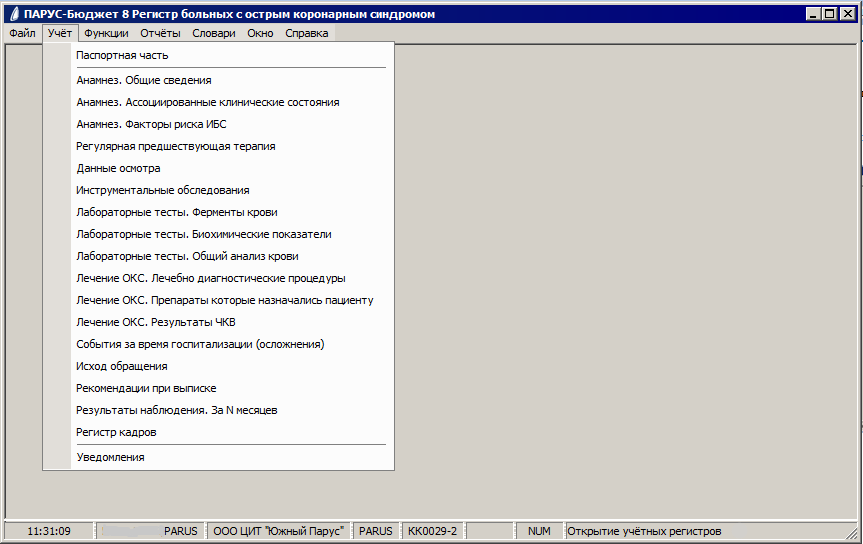 ПАРУС-Бюджет 8 Регистр больных с острым коронарным синдромом
Файл Учёт Функции Отчёты Словари Окно Справка
Паспортная часть
Анамнез. Общие сведения
Анамнез. Ассоциированные клинические состояния
Анамнез. Факторы риска ИБС
Регулярная предшествующая терапия
Данные осмотра
Инструментальные обследования
Лабораторные тесты. Ферменты крови
Лабораторные тесты. Биохимические показатели
Лабораторные тесты. Общий анализ крови
Лечение ОКС. Лечебно диагностические процедуры
Лечение ОКС. Препараты которые назначались пациенту
Лечение ОКС. Результаты ЧКВ
События за время госпитализации (осложнения)
Исход обращения
Рекомендации при выписке
Результаты наблюдения. За N месяцев
Регистр кадров
Уведомления
11:31:09 PARUS ООО ЦИТ "Южный Парус" PARUS КК0029-2 NUM Открытие учётных регистров